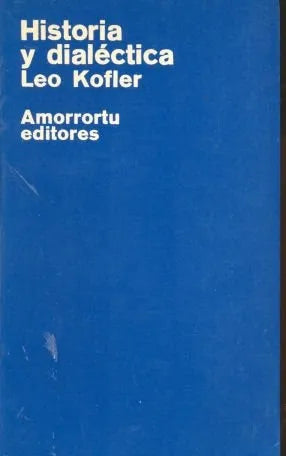 Historia
y dialéctica
Leo Kofler
Amorrortu
editores